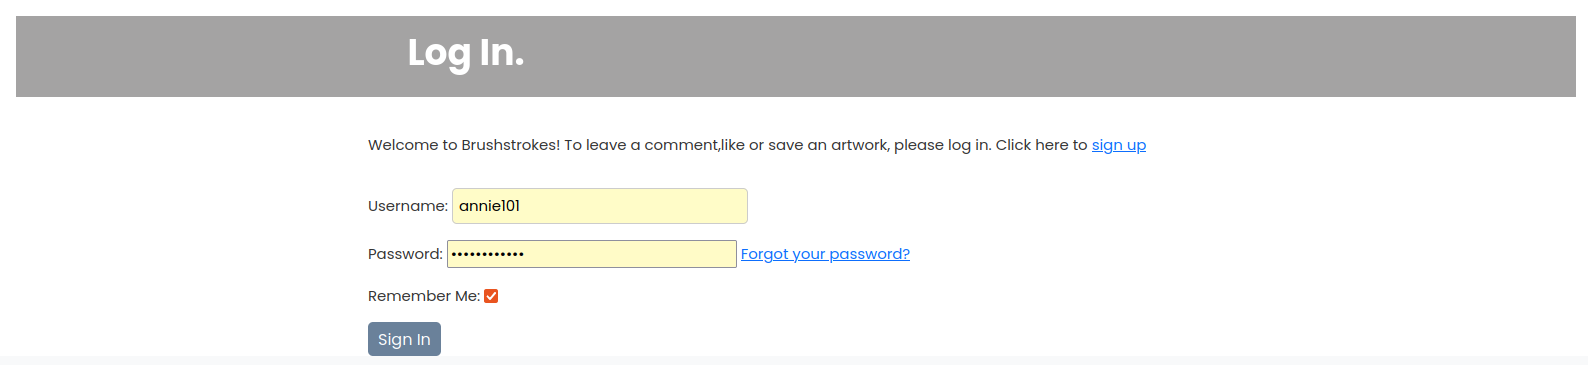 Log In.
Welcome to Brushstrokes! To leave a comment,like or save an artwork, please log in. Click here to sign up
Username: annie101
Password: •••••••••••• Forgot your password?
Remember Me:
Sign In